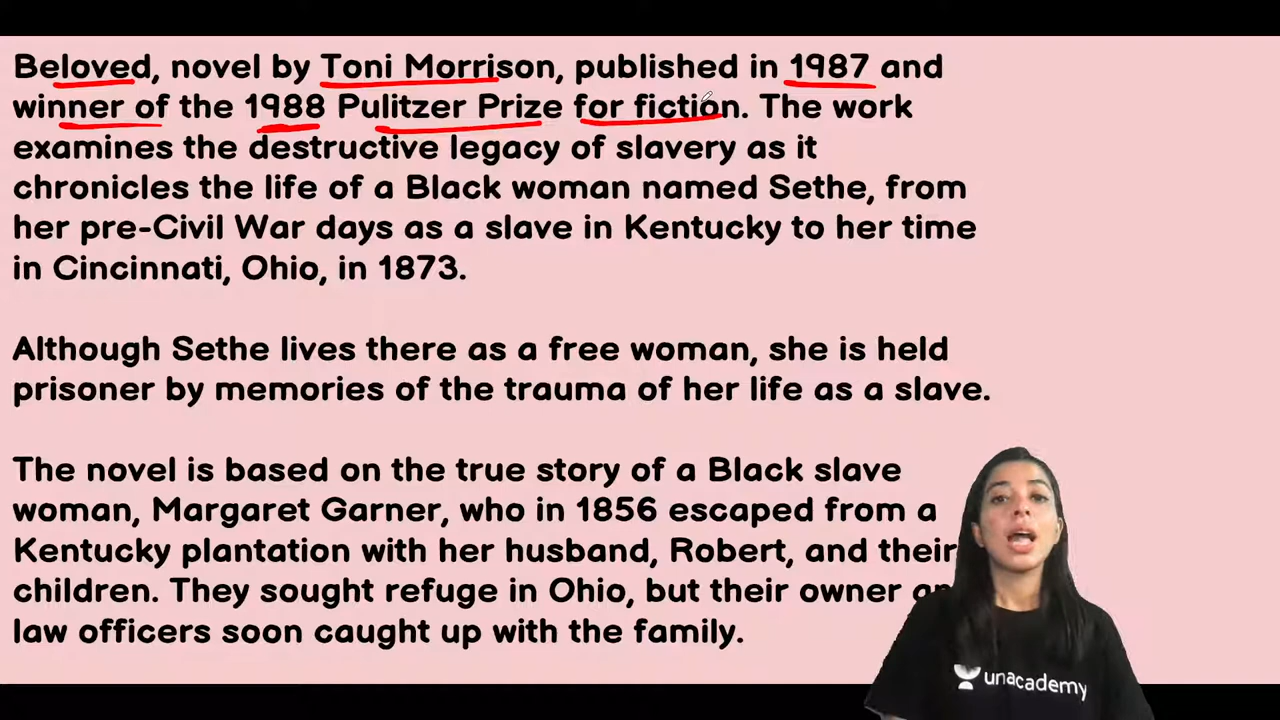 Beloved, novel by Toni Morrison, published in 1987 and
winner of the 1988 Pulitzer Prize for fiction. The work
examines the destructive legacy of slavery as it
chronicles the life of a Black woman named Sethe, from
her pre-Civil War days as a slave in Kentucky to her time
in Cincinnati, Ohio, in 1873.
Although Sethe lives there as a free woman, she is held
prisoner by memories of the trauma of her life as a slave.
The novel is based on the true story of a Black slave
woman, Margaret Garner, who in 1856 escaped from a
Kentucky plantation with her husband, Robert, and their
children. They sought refuge in Ohio, but their owner
law officers soon caught up with the family.
unacademy